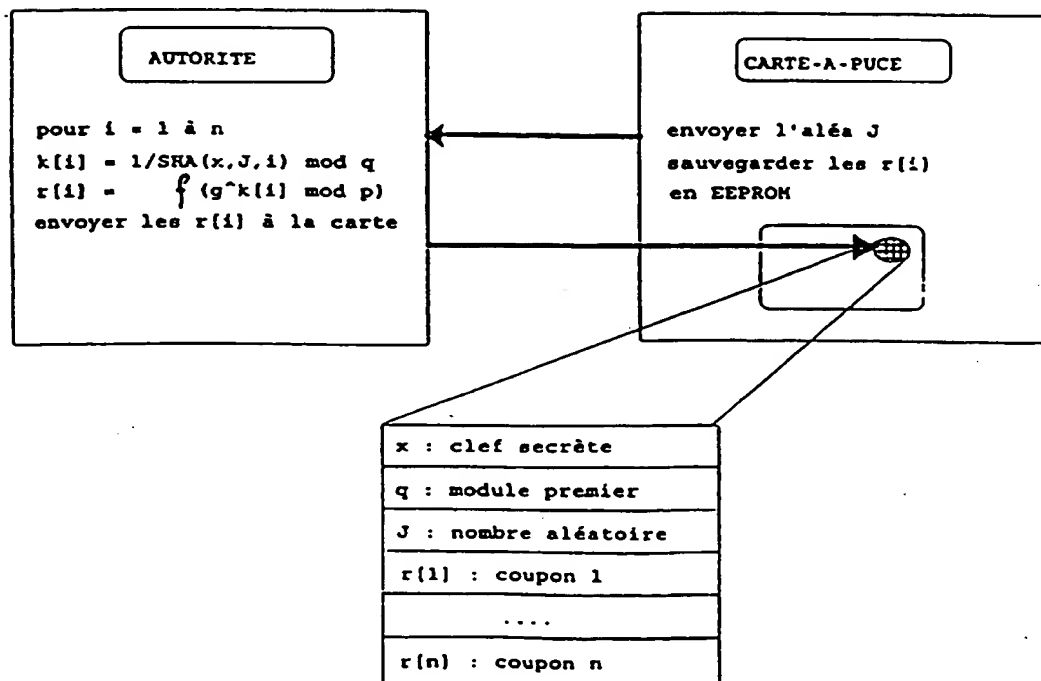 AUTORITE
pour i = 1 à n
k[i] = 1/SHA(x,J,i) mod q
r[i] = f (g^k[i] mod p)
envoyer les r[i] à la carte
CARTE-A-PUCE
envoyer l'aléa J
sauvegarder les r[i]
en EEPROM
x : clef secrète
q : module premier
J : nombre aléatoire
r[1] : coupon 1
....
r[n] : coupon n